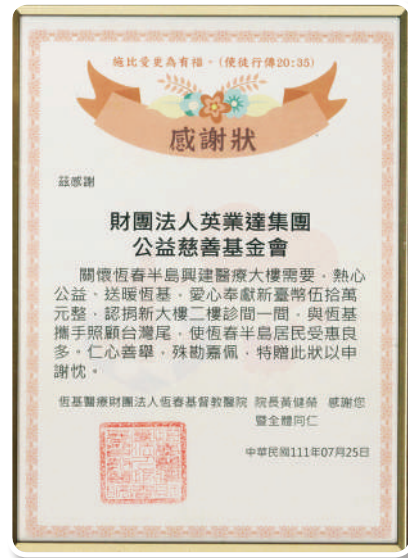 施比愛更為有福。(使徒行傳20:35)
感謝狀
茲感謝
財團法人英業達集團
公益慈善基金會
關懷恆春半島興建醫療大樓需要，熱心
公益、送暖恆基，愛心奉獻新臺幣伍拾萬
元整、認捐新大樓二樓診間一間，與恆基
攜手照顧台灣尾，使恆春半島居民受惠良
多。仁心善舉，殊勘嘉佩，特贈此狀以申
謝忱。
恆基醫療財團法人恆春基督教醫院 院長黃健榮 感謝您
暨全體同仁
中華民國111年07月25日